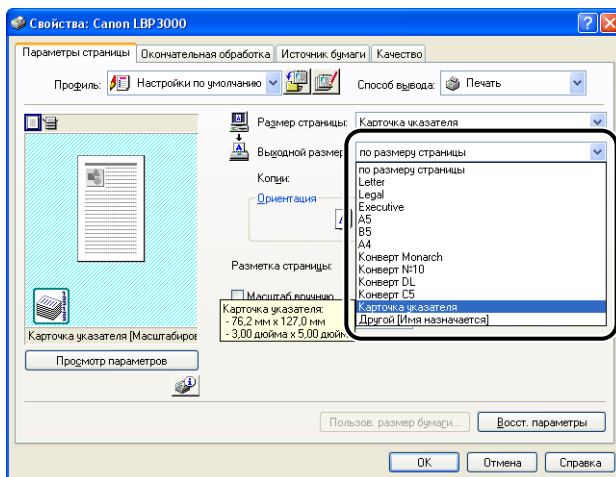 Свойства: Canon LBP3000
Параметры страницы Окончательная обработка Источник бумаги Качество
Профиль: Настройки по умолчанию Способ вывода: Печать
Размер страницы: Карточка указателя
Выходной размер по размеру страницы
Копии:
Ориентация
Разметка страницы:
Масштаб вручную
по размеру страницы
Letter
Legal
Executive
A5
B5
A4
Конверт Monarch
Конверт №10
Конверт DL
Конверт C5
Карточка указателя
Другой [Имя назначается]
Карточка указателя:
- 76,2 мм x 127,0 мм
- 3,00 дюйма x 5,00 дюйм
Карточка указателя [Масштабиров
Просмотр параметров
Пользов. размер бумаги... Восст. параметры
OK Отмена Справка